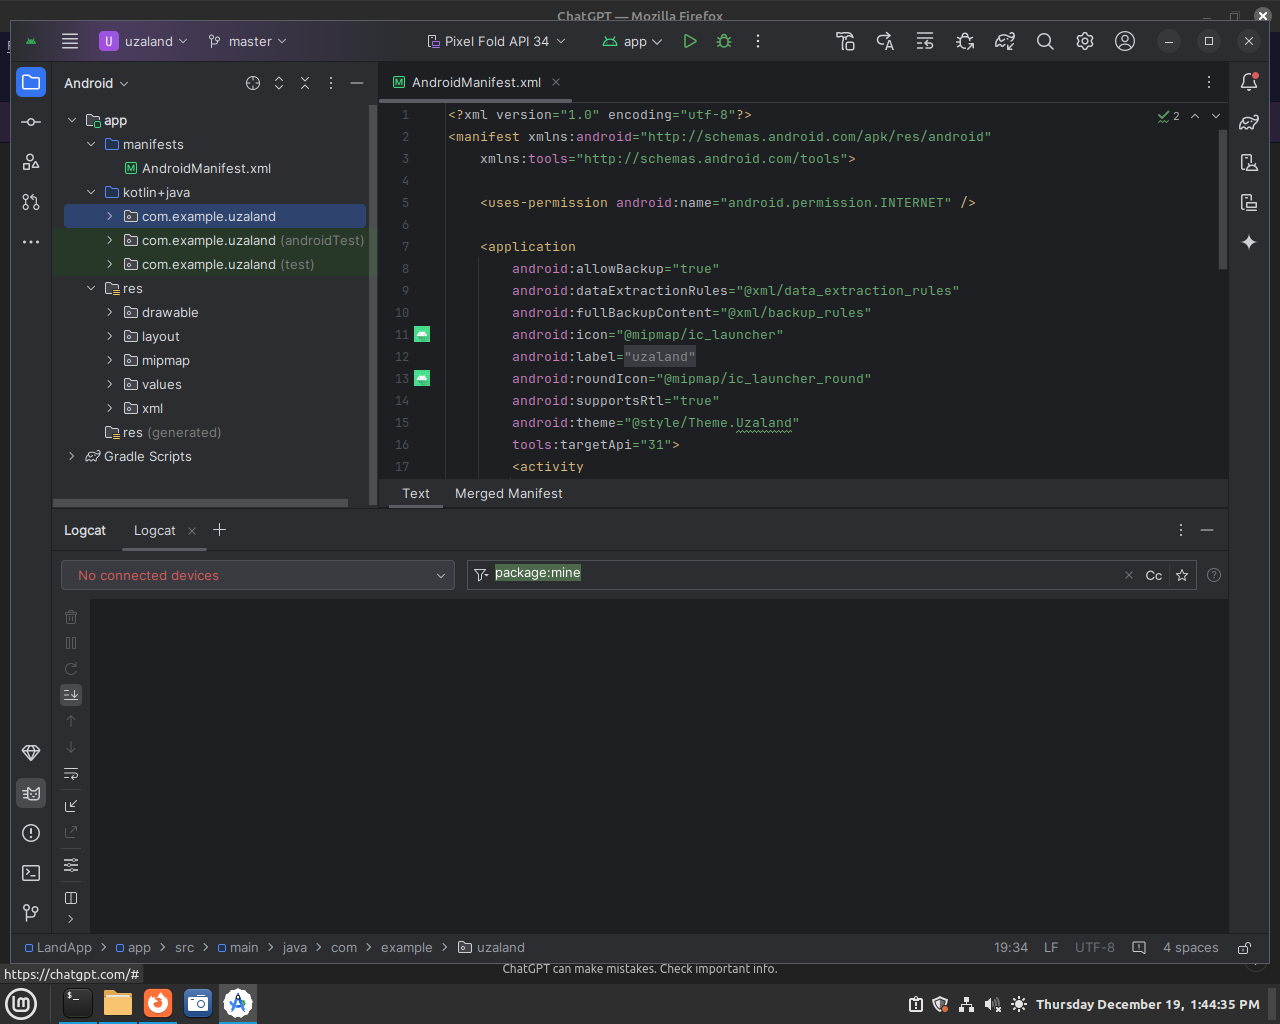 ChatGPT — Mozilla Firefox
U uzaland
master
Pixel Fold API 34
app
Android
AndroidManifest.xml
app
manifests
AndroidManifest.xml
kotlin+java
com.example.uzaland
com.example.uzaland (androidTest)
com.example.uzaland (test)
res
drawable
layout
mipmap
values
xml
res (generated)
Gradle Scripts
2
1 <?xml version="1.0" encoding="utf-8"?>
2 <manifest xmlns:android="http://schemas.android.com/apk/res/android"
3 xmlns:tools="http://schemas.android.com/tools">
4
5 <uses-permission android:name="android.permission.INTERNET" />
6
7 <application
8 android:allowBackup="true"
9 android:dataExtractionRules="@xml/data_extraction_rules"
10 android:fullBackupContent="@xml/backup_rules"
11 android:icon="@mipmap/ic_launcher"
12 android:label="uzaland"
13 android:roundIcon="@mipmap/ic_launcher_round"
14 android:supportsRtl="true"
15 android:theme="@style/Theme.Uzaland"
16 tools:targetApi="31">
17 <activity
Text Merged Manifest
Logcat Logcat
No connected devices
package:mine
Cc
LandApp > app > src > main > java > com > example > uzaland
19:34 LF UTF-8 4 spaces
https://chatgpt.com/#
ChatGPT can make mistakes. Check important info.
Thursday December 19, 1:44:35 PM